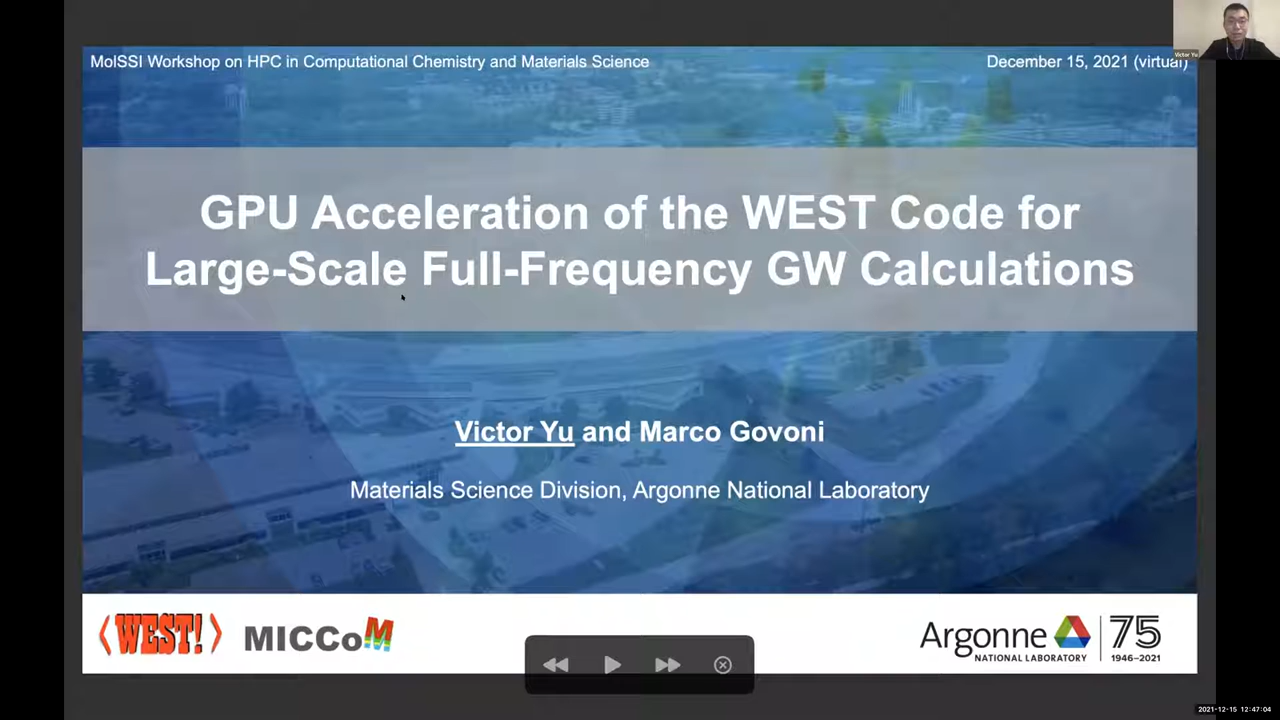 Victor Yu
MolSSI Workshop on HPC in Computational Chemistry and Materials Science
December 15, 2021 (virtual)
GPU Acceleration of the WEST Code for
Large-Scale Full-Frequency GW Calculations
Victor Yu and Marco Govoni
Materials Science Division, Argonne National Laboratory
<WEST!>
MICCoM
Argonne
NATIONAL LABORATORY
75
1946–2021
2021-12-15 12:47:04